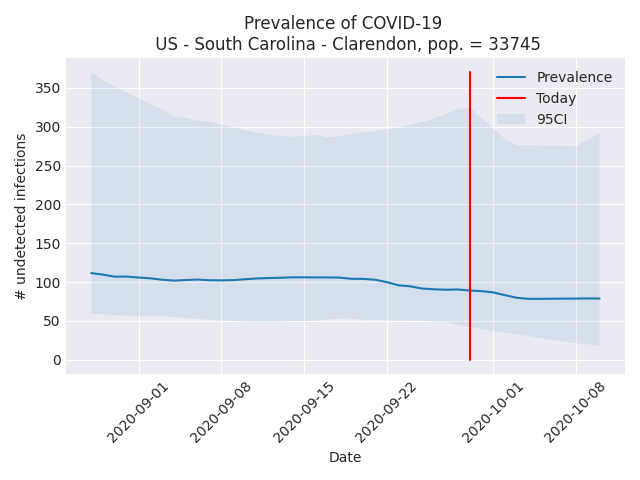 Prevalence of COVID-19
US - South Carolina - Clarendon, pop. = 33745
Prevalence
Today
95CI
# undetected infections
350
300
250
200
150
100
50
0
2020-09-01
2020-09-08
2020-09-15
2020-09-22
2020-10-01
2020-10-08
Date